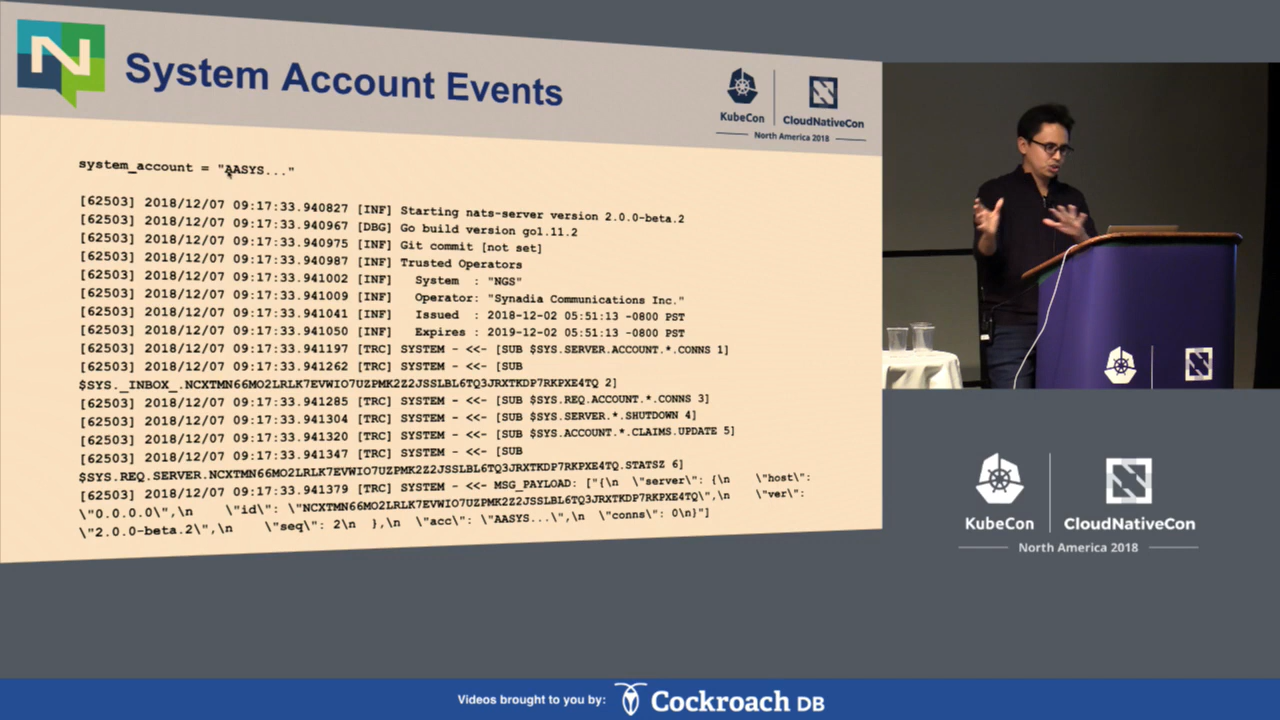 N
System Account Events
KubeCon
CloudNativeCon
North America 2018
system_account = "AASYS..."
[62503] 2018/12/07 09:17:33.940827 [INF] Starting nats-server version 2.0.0-beta.2
[62503] 2018/12/07 09:17:33.940967 [DBG] Go build version go1.11.2
[62503] 2018/12/07 09:17:33.940975 [INF] Git commit [not set]
[62503] 2018/12/07 09:17:33.940987 [INF] Trusted Operators
[62503] 2018/12/07 09:17:33.941002 [INF]   System  : "NGS"
[62503] 2018/12/07 09:17:33.941009 [INF]   Operator: "Synadia Communications Inc."
[62503] 2018/12/07 09:17:33.941041 [INF]   Issued  : 2018-12-02 05:51:13 -0800 PST
[62503] 2018/12/07 09:17:33.941050 [INF]   Expires : 2019-12-02 05:51:13 -0800 PST
[62503] 2018/12/07 09:17:33.941197 [TRC] SYSTEM - <<- [SUB $SYS.SERVER.ACCOUNT.*.CONNS 1]
[62503] 2018/12/07 09:17:33.941262 [TRC] SYSTEM - <<- [SUB
$SYS._INBOX_.NCXTMN66MO2LRLK7EVWIO7UZPMK2Z2JSSLBL6TQ3JRXTKDP7RKPXE4TQ 2]
[62503] 2018/12/07 09:17:33.941285 [TRC] SYSTEM - <<- [SUB $SYS.REQ.ACCOUNT.*.CONNS 3]
[62503] 2018/12/07 09:17:33.941304 [TRC] SYSTEM - <<- [SUB $SYS.SERVER.*.SHUTDOWN 4]
[62503] 2018/12/07 09:17:33.941320 [TRC] SYSTEM - <<- [SUB $SYS.ACCOUNT.*.CLAIMS.UPDATE 5]
[62503] 2018/12/07 09:17:33.941347 [TRC] SYSTEM - <<- [SUB
$SYS.REQ.SERVER.NCXTMN66MO2LRLK7EVWIO7UZPMK2Z2JSSLBL6TQ3JRXTKDP7RKPXE4TQ.STATSZ 6]
[62503] 2018/12/07 09:17:33.941379 [TRC] SYSTEM - <<- MSG_PAYLOAD: ["{\n  \"server\": {\n    \"host\":
\"0.0.0.0\",\n    \"id\": \"NCXTMN66MO2LRLK7EVWIO7UZPMK2Z2JSSLBL6TQ3JRXTKDP7RKPXE4TQ\",\n    \"ver\":
\"2.0.0-beta.2\",\n    \"seq\": 2\n  },\n  \"acc\": \"AASYS...\",\n  \"conns\": 0\n}"]
KubeCon
CloudNativeCon
North America 2018
Videos brought to you by:
Cockroach DB